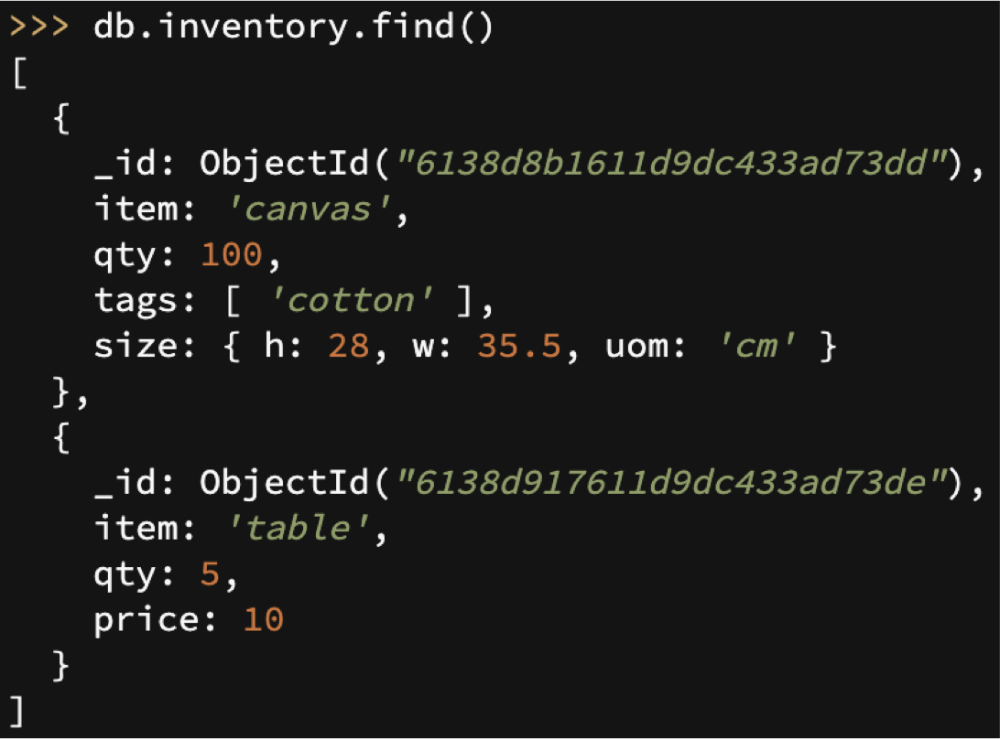 >>> db.inventory.find()
[
  {
    _id: ObjectId("6138d8b1611d9dc433ad73dd"),
    item: 'canvas',
    qty: 100,
    tags: [ 'cotton' ],
    size: { h: 28, w: 35.5, uom: 'cm' }
  },
  {
    _id: ObjectId("6138d917611d9dc433ad73de"),
    item: 'table',
    qty: 5,
    price: 10
  }
]